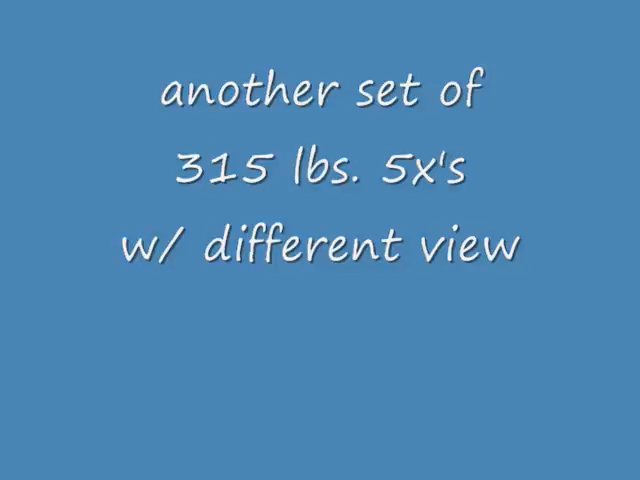 another set of
315 lbs. 5x's
w/ different view